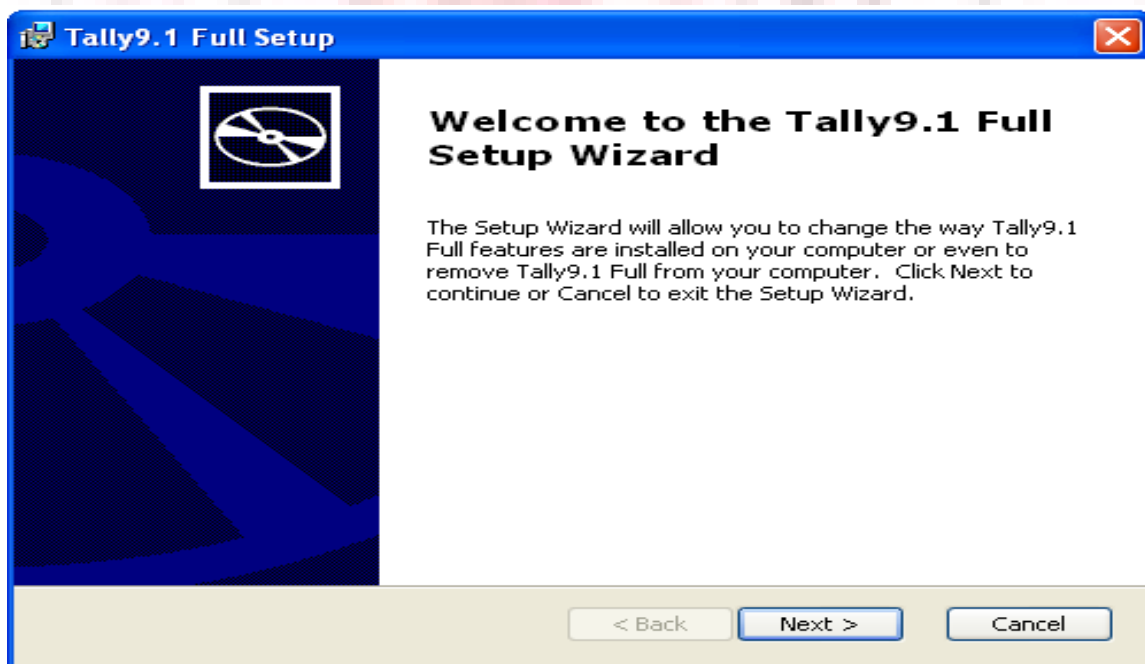 Tally9.1 Full Setup
Welcome to the Tally9.1 Full
Setup Wizard
The Setup Wizard will allow you to change the way Tally9.1
Full features are installed on your computer or even to
remove Tally9.1 Full from your computer.  Click Next to
continue or Cancel to exit the Setup Wizard.
< Back
Next >
Cancel